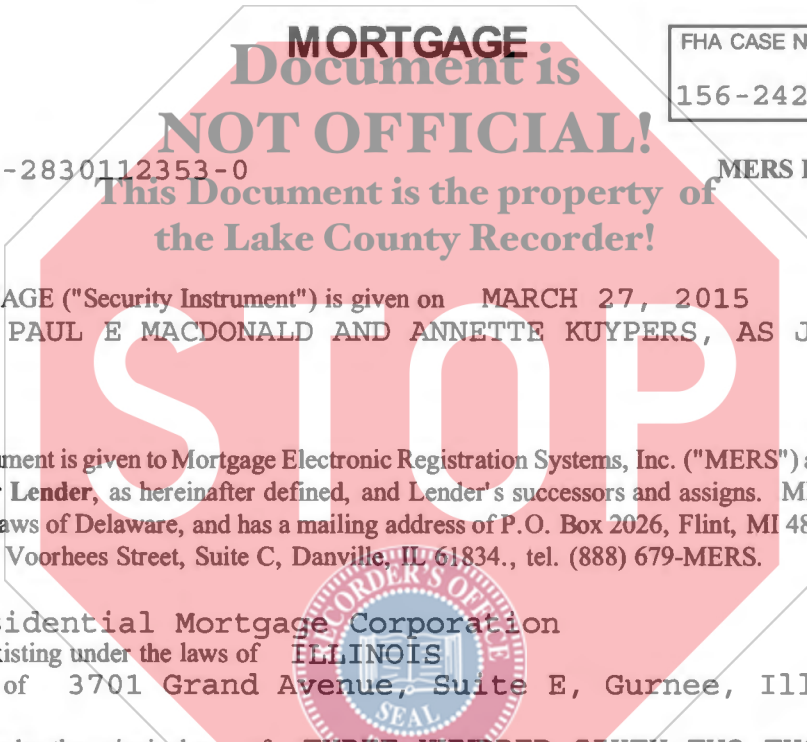 MORTGAGE
FHA CASE N
Document is
156-242
NOT OFFICIAL!
-2830112353-0
MERS
This Document is the property of
the Lake County Recorder!
AGE ("Security Instrument") is given on MARCH 27, 2015
PAUL E MACDONALD AND ANNETTE KUYPERS, AS J
STOP
ment is given to Mortgage Electronic Registration Systems, Inc. ("MERS") a
Lender, as hereinafter defined, and Lender's successors and assigns. M
aws of Delaware, and has a mailing address of P.O. Box 2026, Flint, MI 48
Voorhees Street, Suite C, Danville, IL 61834., tel. (888) 679-MERS.
RECORDER'S OFFICE
sidential Mortgage Corporation
xisting under the laws of ILLINOIS
of 3701 Grand Avenue, Suite E, Gurnee, Ill
SEAL